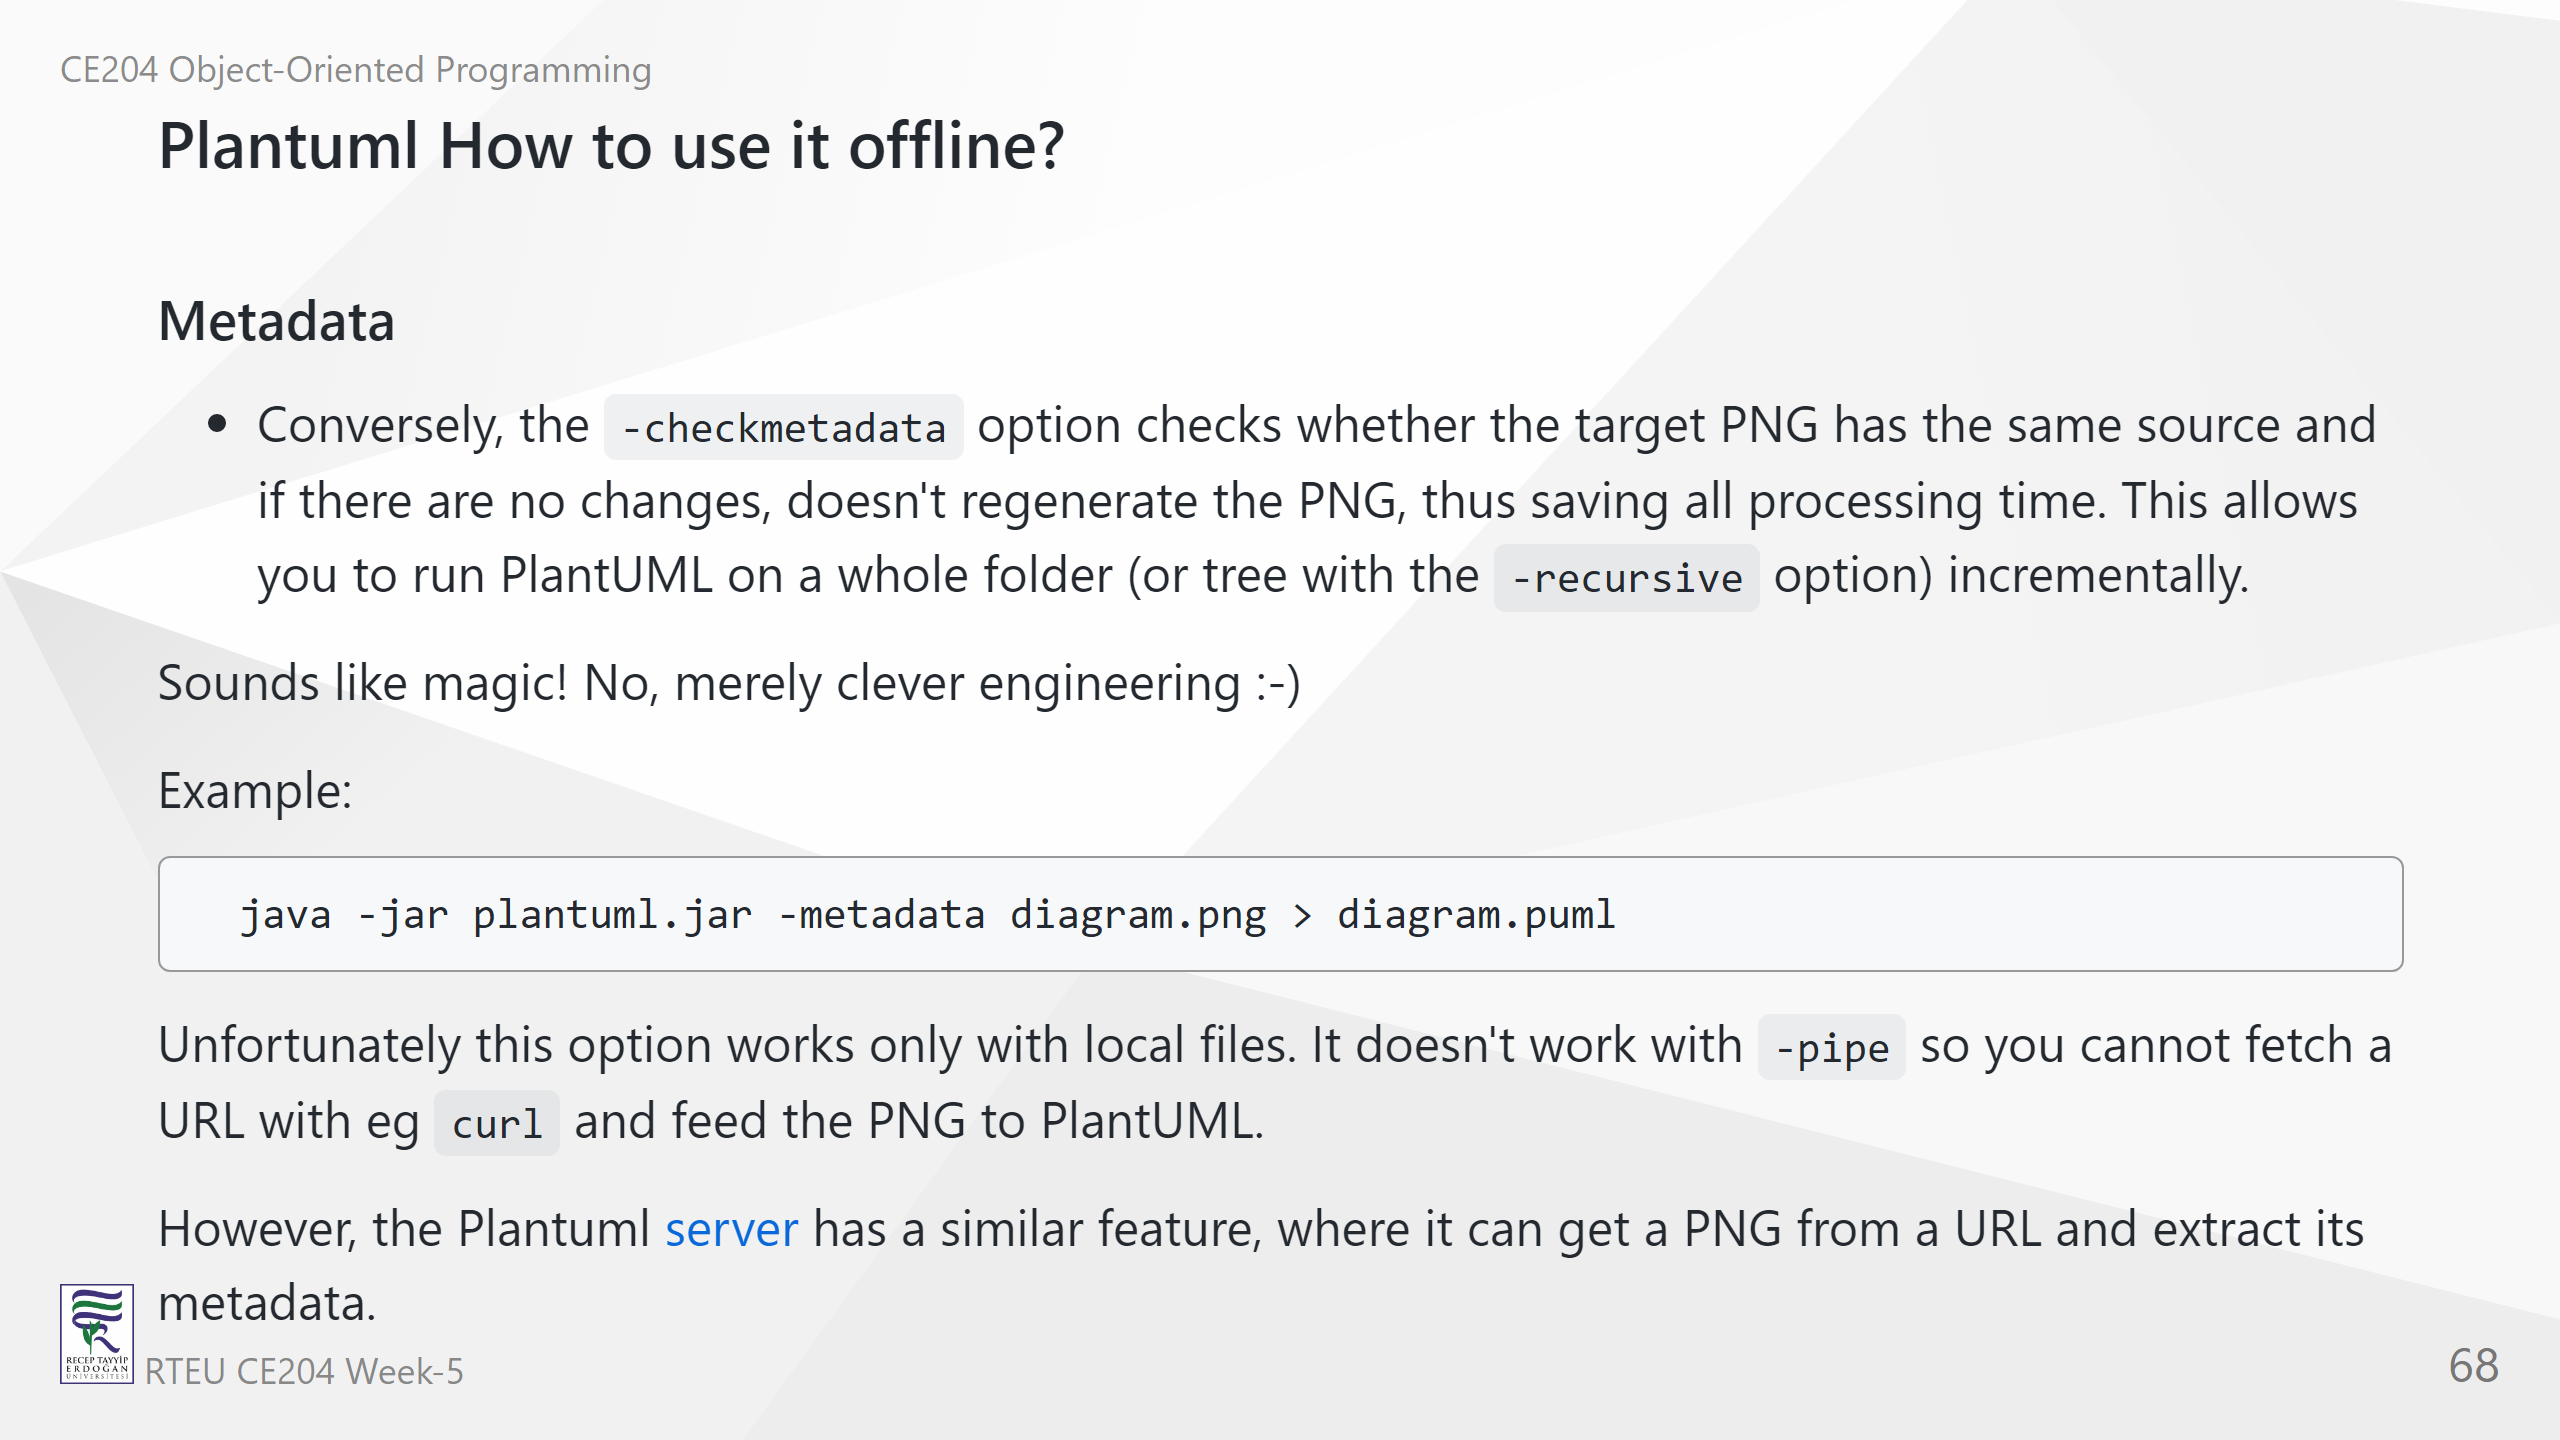 CE204 Object-Oriented Programming
Plantuml How to use it offline?
Metadata
• Conversely, the -checkmetadata option checks whether the target PNG has the same source and
if there are no changes, doesn't regenerate the PNG, thus saving all processing time. This allows
you to run PlantUML on a whole folder (or tree with the -recursive option) incrementally.
Sounds like magic! No, merely clever engineering :-)
Example:
java -jar plantuml.jar -metadata diagram.png > diagram.puml
Unfortunately this option works only with local files. It doesn't work with -pipe so you cannot fetch a
URL with eg curl and feed the PNG to PlantUML.
However, the Plantuml server has a similar feature, where it can get a PNG from a URL and extract its
metadata.
RECEP TAYYİP
ERDOĞAN
ÜNİVERSİTESİ
RTEU CE204 Week-5
68